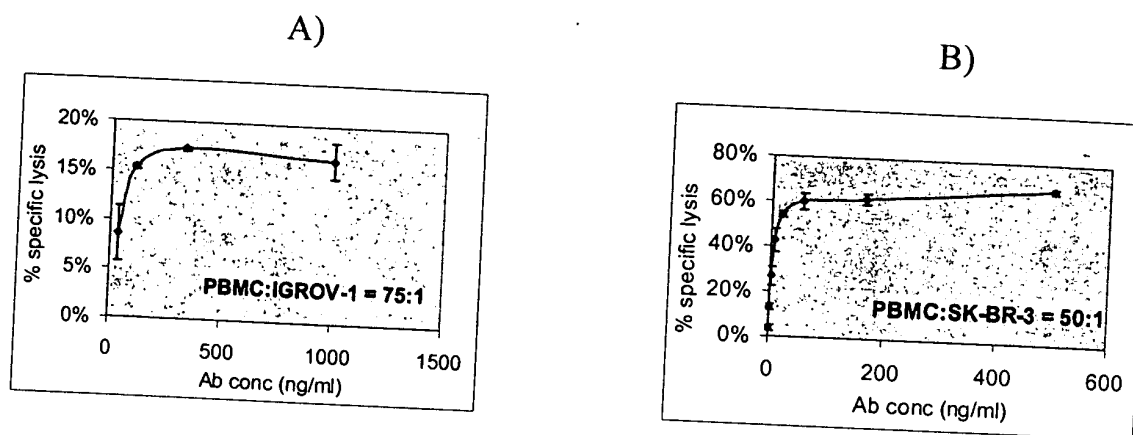 A)
20%
15%
10%
5%
0%
% specific lysis
PBMC:IGROV-1 = 75:1
0 500 1000 1500
Ab conc (ng/ml)
B)
80%
60%
40%
20%
0%
% specific lysis
PBMC:SK-BR-3 = 50:1
0 200 400 600
Ab conc (ng/ml)